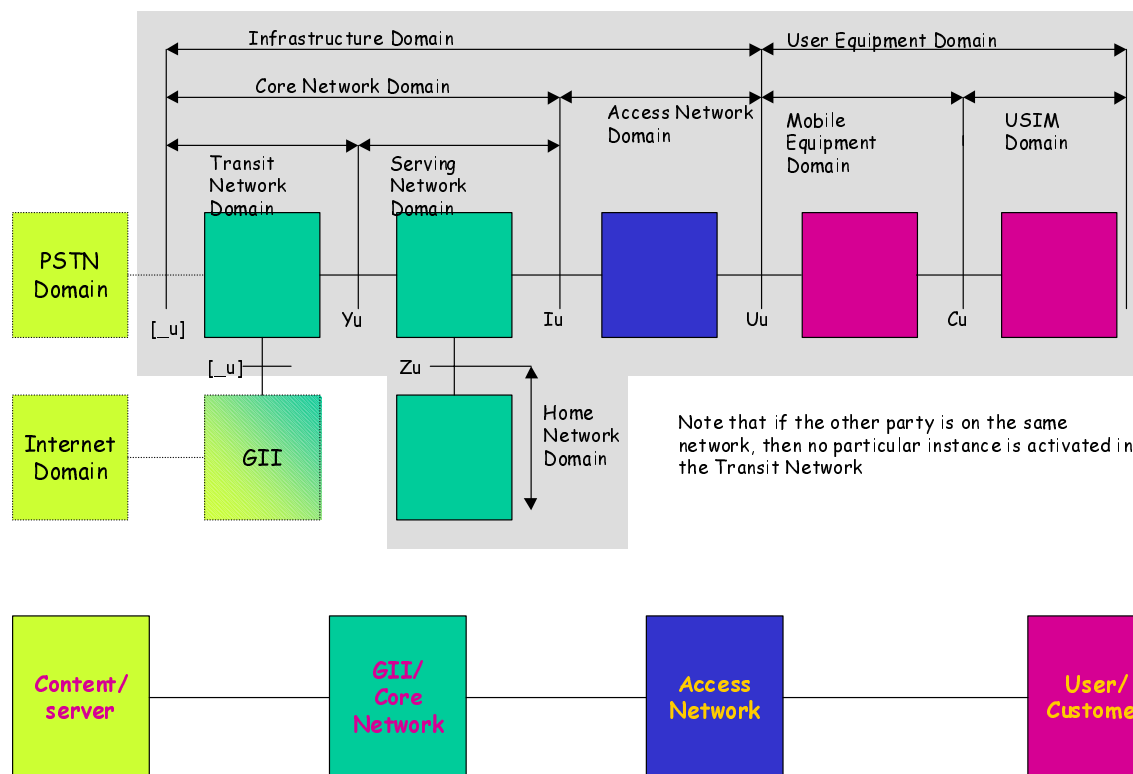 Infrastructure Domain
User Equipment Domain
Core Network Domain
Access Network
Domain
Mobile
Equipment
Domain
USIM
Domain
Transit
Network
Domain
Serving
Network
Domain
PSTN
Domain
[_u]
Yu
Iu
Uu
Cu
[_u]
Zu
Internet
Domain
GII
Home
Network
Domain
Note that if the other party is on the same
network, then no particular instance is activated in
the Transit Network
Content/
server
GII/
Core
Network
Access
Network
User/
Custome